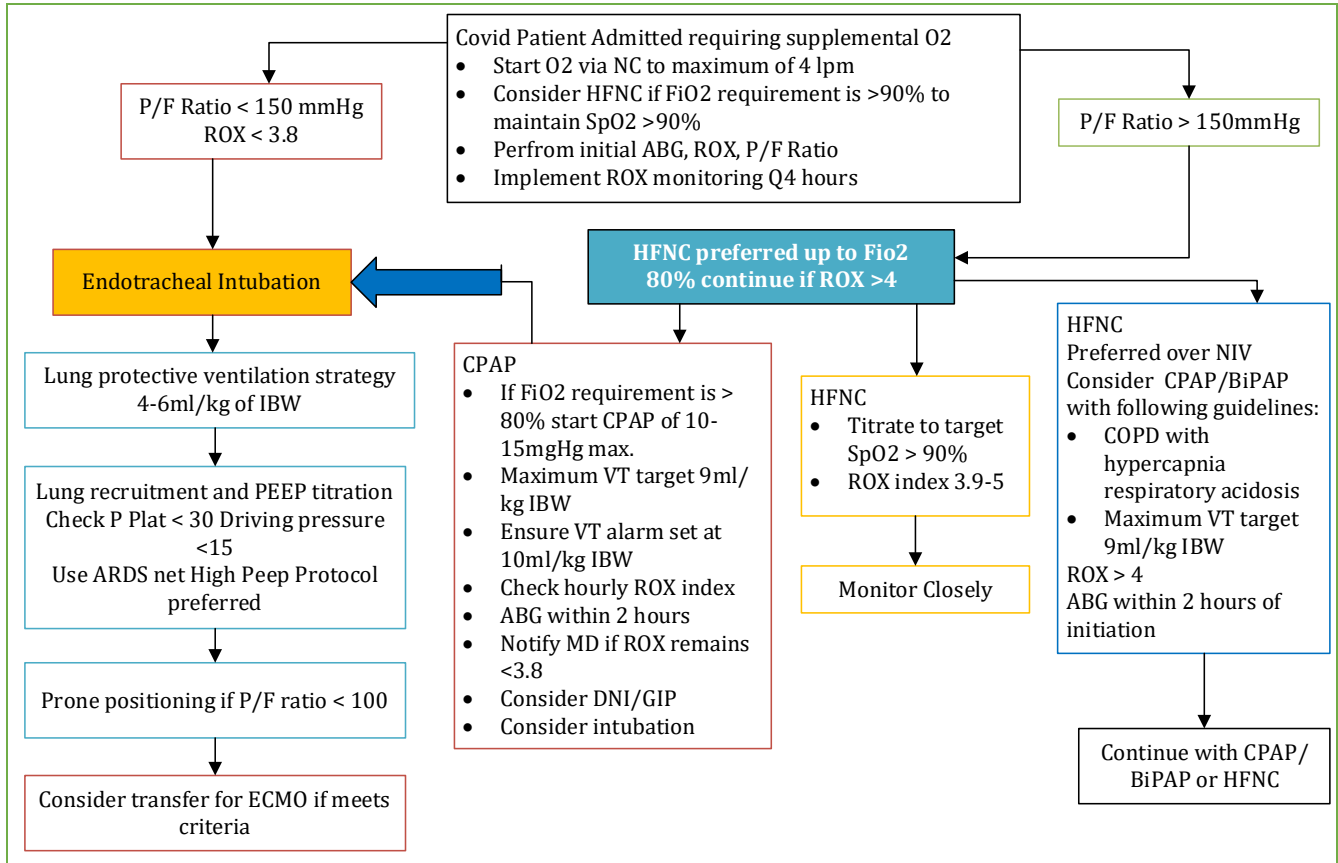 Covid Patient Admitted requiring supplemental O2
• Start O2 via NC to maximum of 4 lpm
• Consider HFNC if FiO2 requirement is >90% to
maintain SpO2 >90%
• Perfrom initial ABG, ROX, P/F Ratio
• Implement ROX monitoring Q4 hours
P/F Ratio < 150 mmHg
ROX < 3.8
P/F Ratio > 150mmHg
Endotracheal Intubation
HFNC preferred up to Fio2
80% continue if ROX >4
Lung protective ventilation strategy
4-6ml/kg of IBW
Lung recruitment and PEEP titration
Check P Plat < 30 Driving pressure
<15
Use ARDS net High Peep Protocol
preferred
Prone positioning if P/F ratio < 100
Consider transfer for ECMO if meets
criteria
CPAP
• If FiO2 requirement is >
80% start CPAP of 10-
15mgHg max.
• Maximum VT target 9ml/
kg IBW
• Ensure VT alarm set at
10ml/kg IBW
• Check hourly ROX index
• ABG within 2 hours
• Notify MD if ROX remains
<3.8
• Consider DNI/GIP
• Consider intubation
HFNC
• Titrate to target
SpO2 > 90%
• ROX index 3.9-5
Monitor Closely
HFNC
Preferred over NIV
Consider CPAP/BiPAP
with following guidelines:
• COPD with
hypercapnia
respiratory acidosis
• Maximum VT target
9ml/kg IBW
ROX > 4
ABG within 2 hours of
initiation
Continue with CPAP/
BiPAP or HFNC